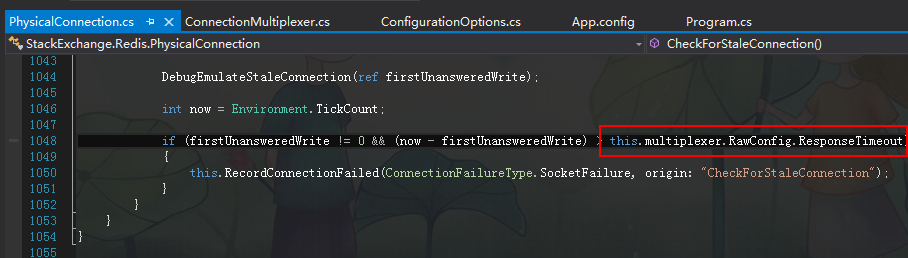 PhysicalConnection.cs ConnectionMultiplexer.cs ConfigurationOptions.cs App.config Program.cs
StackExchange.Redis.PhysicalConnection CheckForStaleConnection()
1043
1044 DebugEmulateStaleConnection(ref firstUnansweredWrite);
1045
1046 int now = Environment.TickCount;
1047
1048 if (firstUnansweredWrite != 0 && (now - firstUnansweredWrite) > this.multiplexer.RawConfig.ResponseTimeout)
1049 {
1050 this.RecordConnectionFailed(ConnectionFailureType.SocketFailure, origin: "CheckForStaleConnection");
1051 }
1052 }
1053 }
1054 }
1055